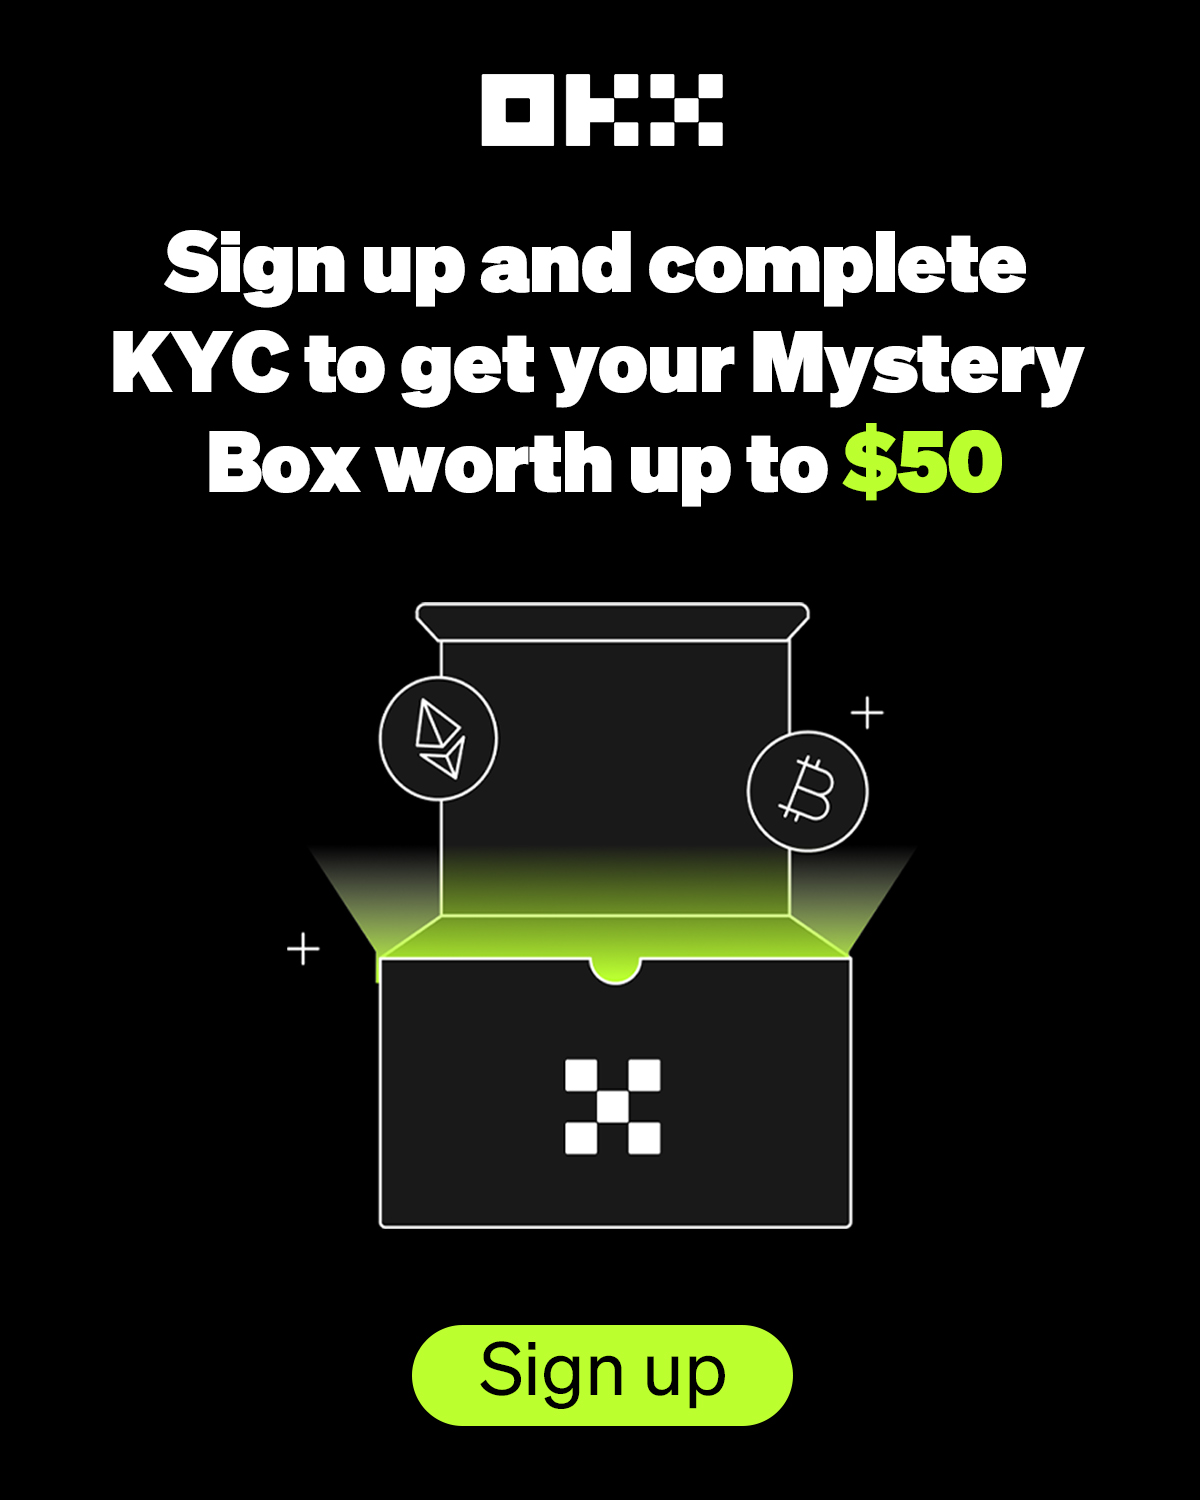 OKX
Sign up and complete
KYC to get your Mystery
Box worth up to $50
Sign up